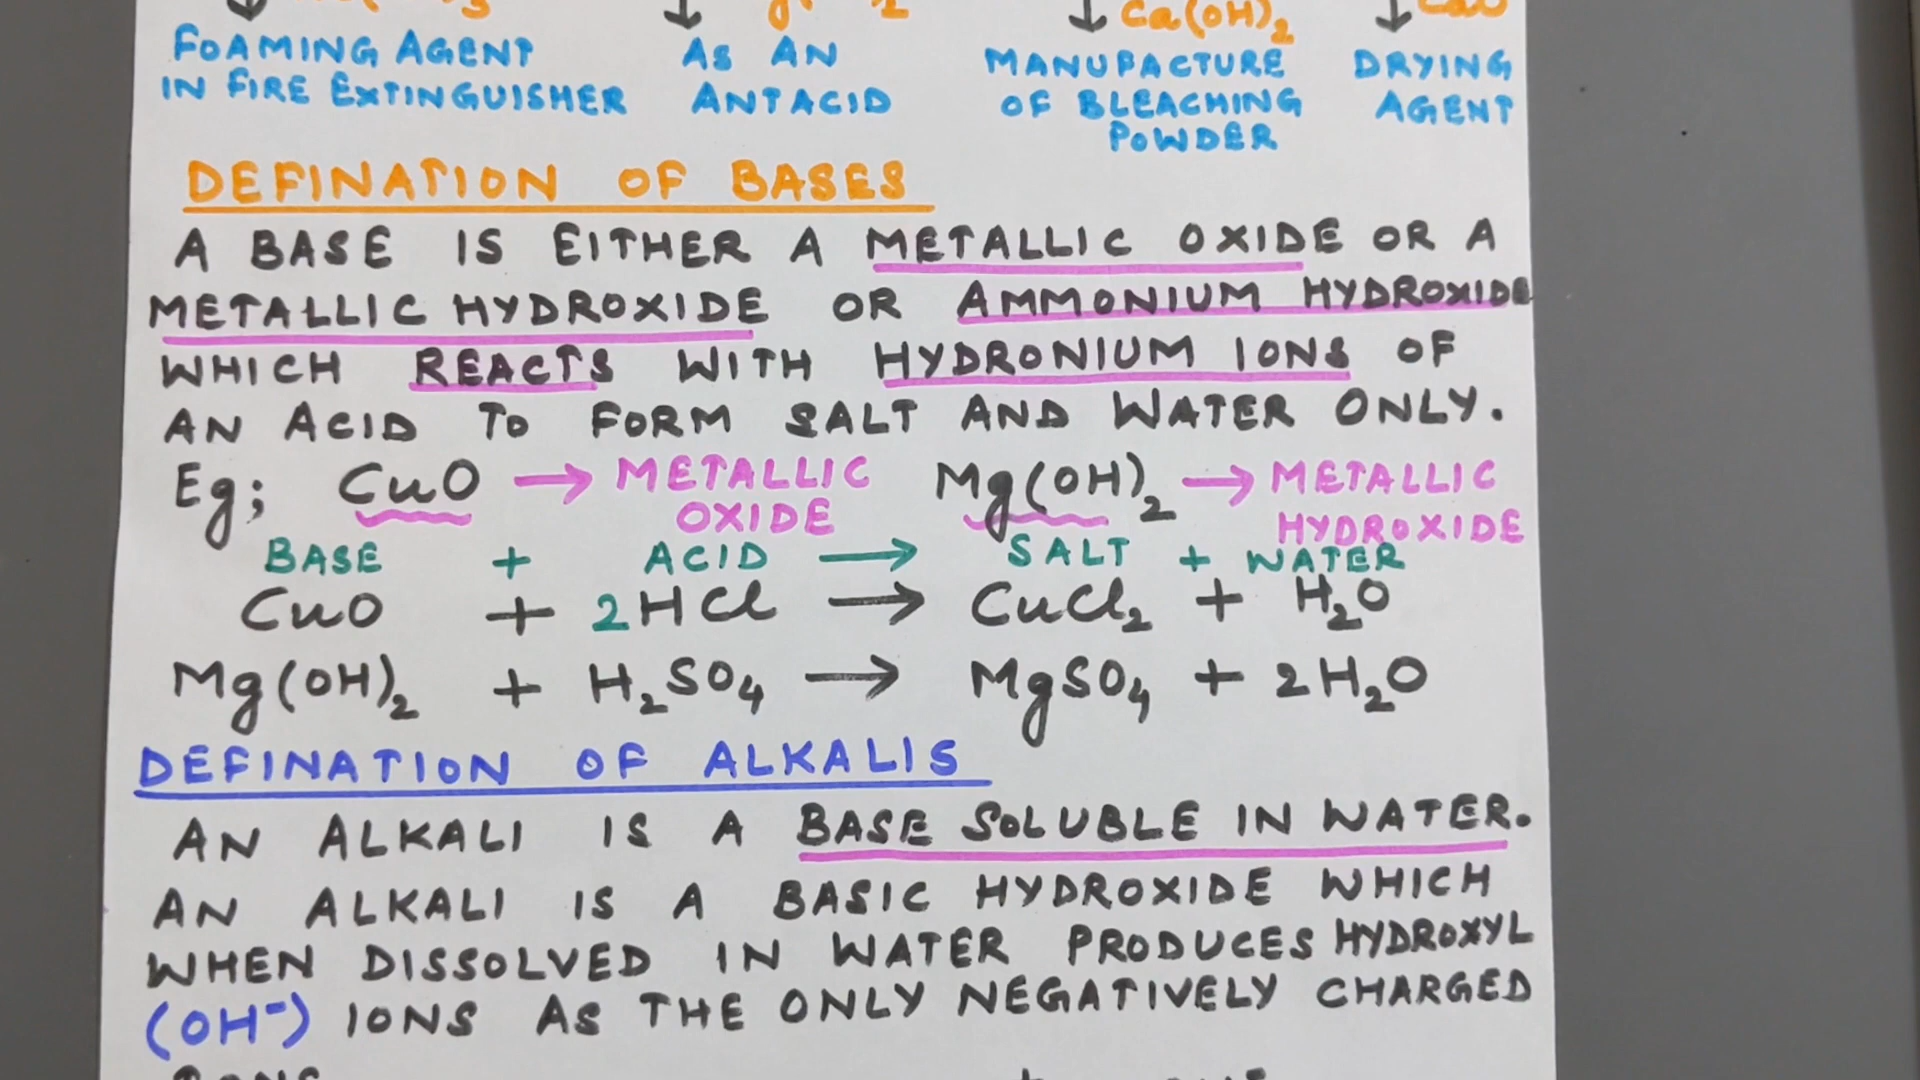 Ca(OH)₂
FOAMING AGENT IN FIRE EXTINGUISHER
AS AN ANTACID
MANUFACTURE OF BLEACHING POWDER
DRYING AGENT
DEFINATION OF BASES
A BASE IS EITHER A METALLIC OXIDE OR A
METALLIC HYDROXIDE OR AMMONIUM HYDROXIDE
WHICH REACTS WITH HYDRONIUM IONS OF
AN ACID TO FORM SALT AND WATER ONLY.
Eg; CuO → METALLIC OXIDE Mg(OH)₂ → METALLIC HYDROXIDE
BASE + ACID → SALT + WATER
CuO + 2HCl → CuCl₂ + H₂O
Mg(OH)₂ + H₂SO₄ → MgSO₄ + 2H₂O
DEFINATION OF ALKALIS
AN ALKALI IS A BASE SOLUBLE IN WATER.
AN ALKALI IS A BASIC HYDROXIDE WHICH
WHEN DISSOLVED IN WATER PRODUCES HYDROXYL
(OH⁻) IONS AS THE ONLY NEGATIVELY CHARGED